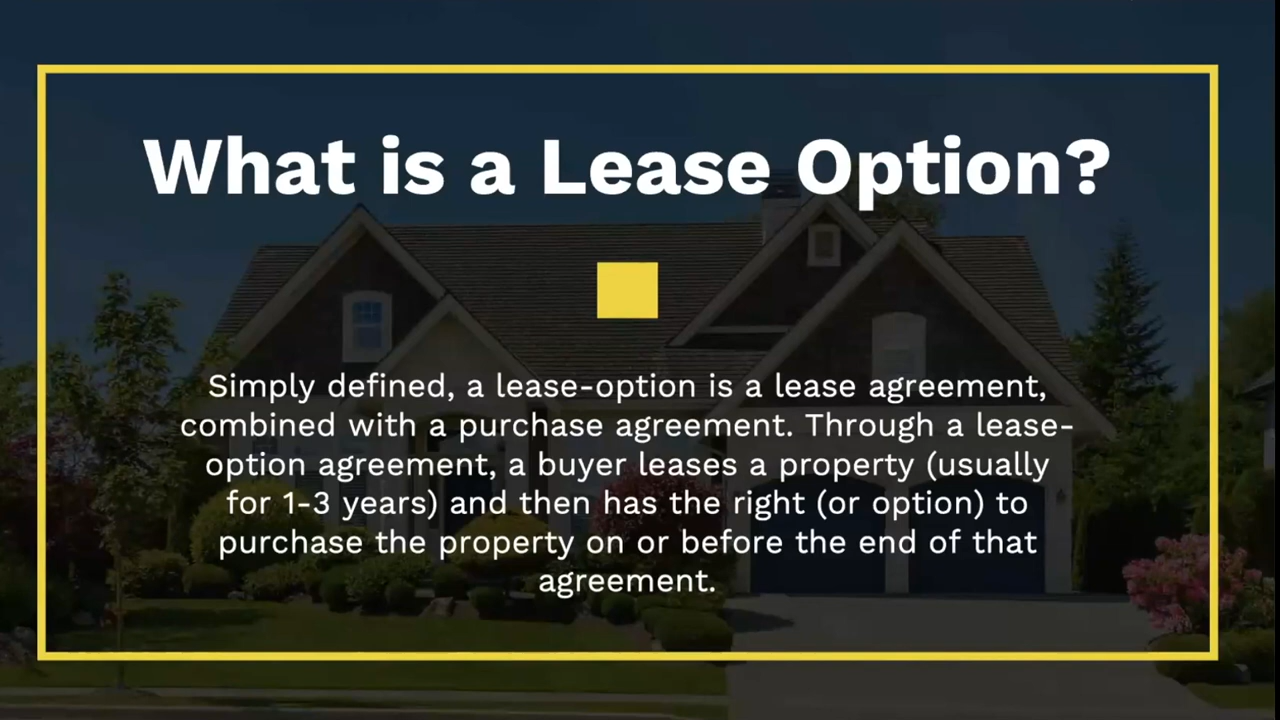 What is a Lease Option?
Simply defined, a lease-option is a lease agreement,
combined with a purchase agreement. Through a lease-
option agreement, a buyer leases a property (usually
for 1-3 years) and then has the right (or option) to
purchase the property on or before the end of that
agreement.